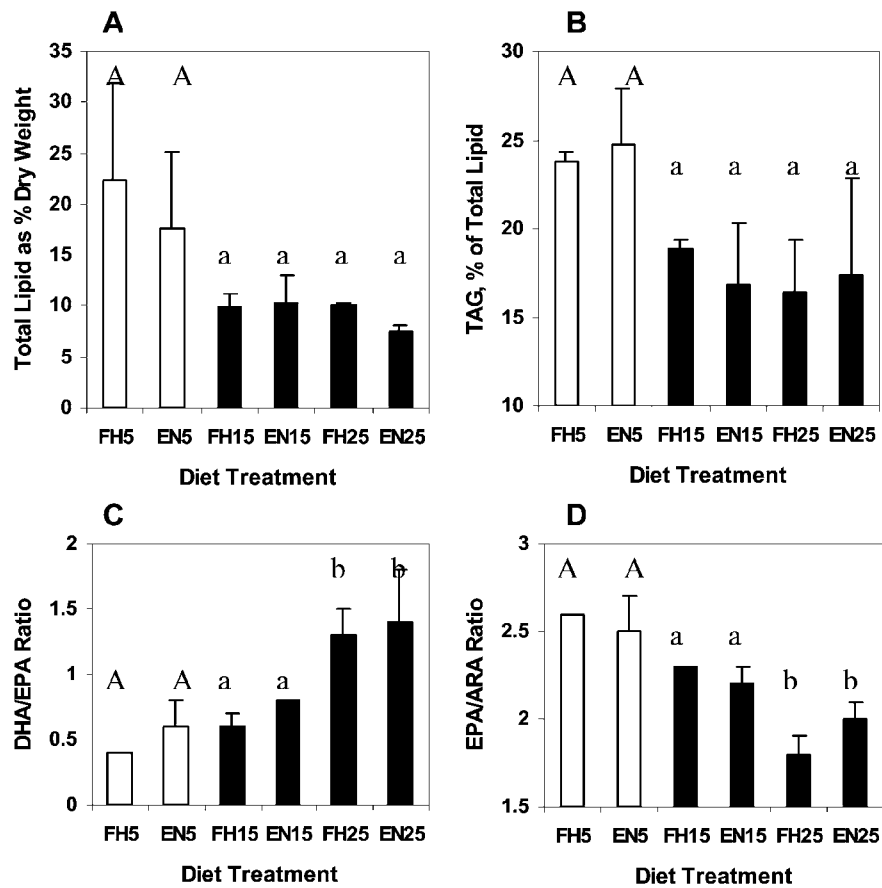 A
Total Lipid as % Dry Weight
35
30
25
20
15
10
5
0
A A a a a a
FH5 EN5 FH15 EN15 FH25 EN25
Diet Treatment
B
TAG, % of Total Lipid
30
25
20
15
10
A A a a a a
FH5 EN5 FH15 EN15 FH25 EN25
Diet Treatment
C
DHA/EPA Ratio
2
1.5
1
0.5
0
A A a a b b
FH5 EN5 FH15 EN15 FH25 EN25
Diet Treatment
D
EPA/ARA Ratio
3
2.5
2
1.5
A A a a b b
FH5 EN5 FH15 EN15 FH25 EN25
Diet Treatment